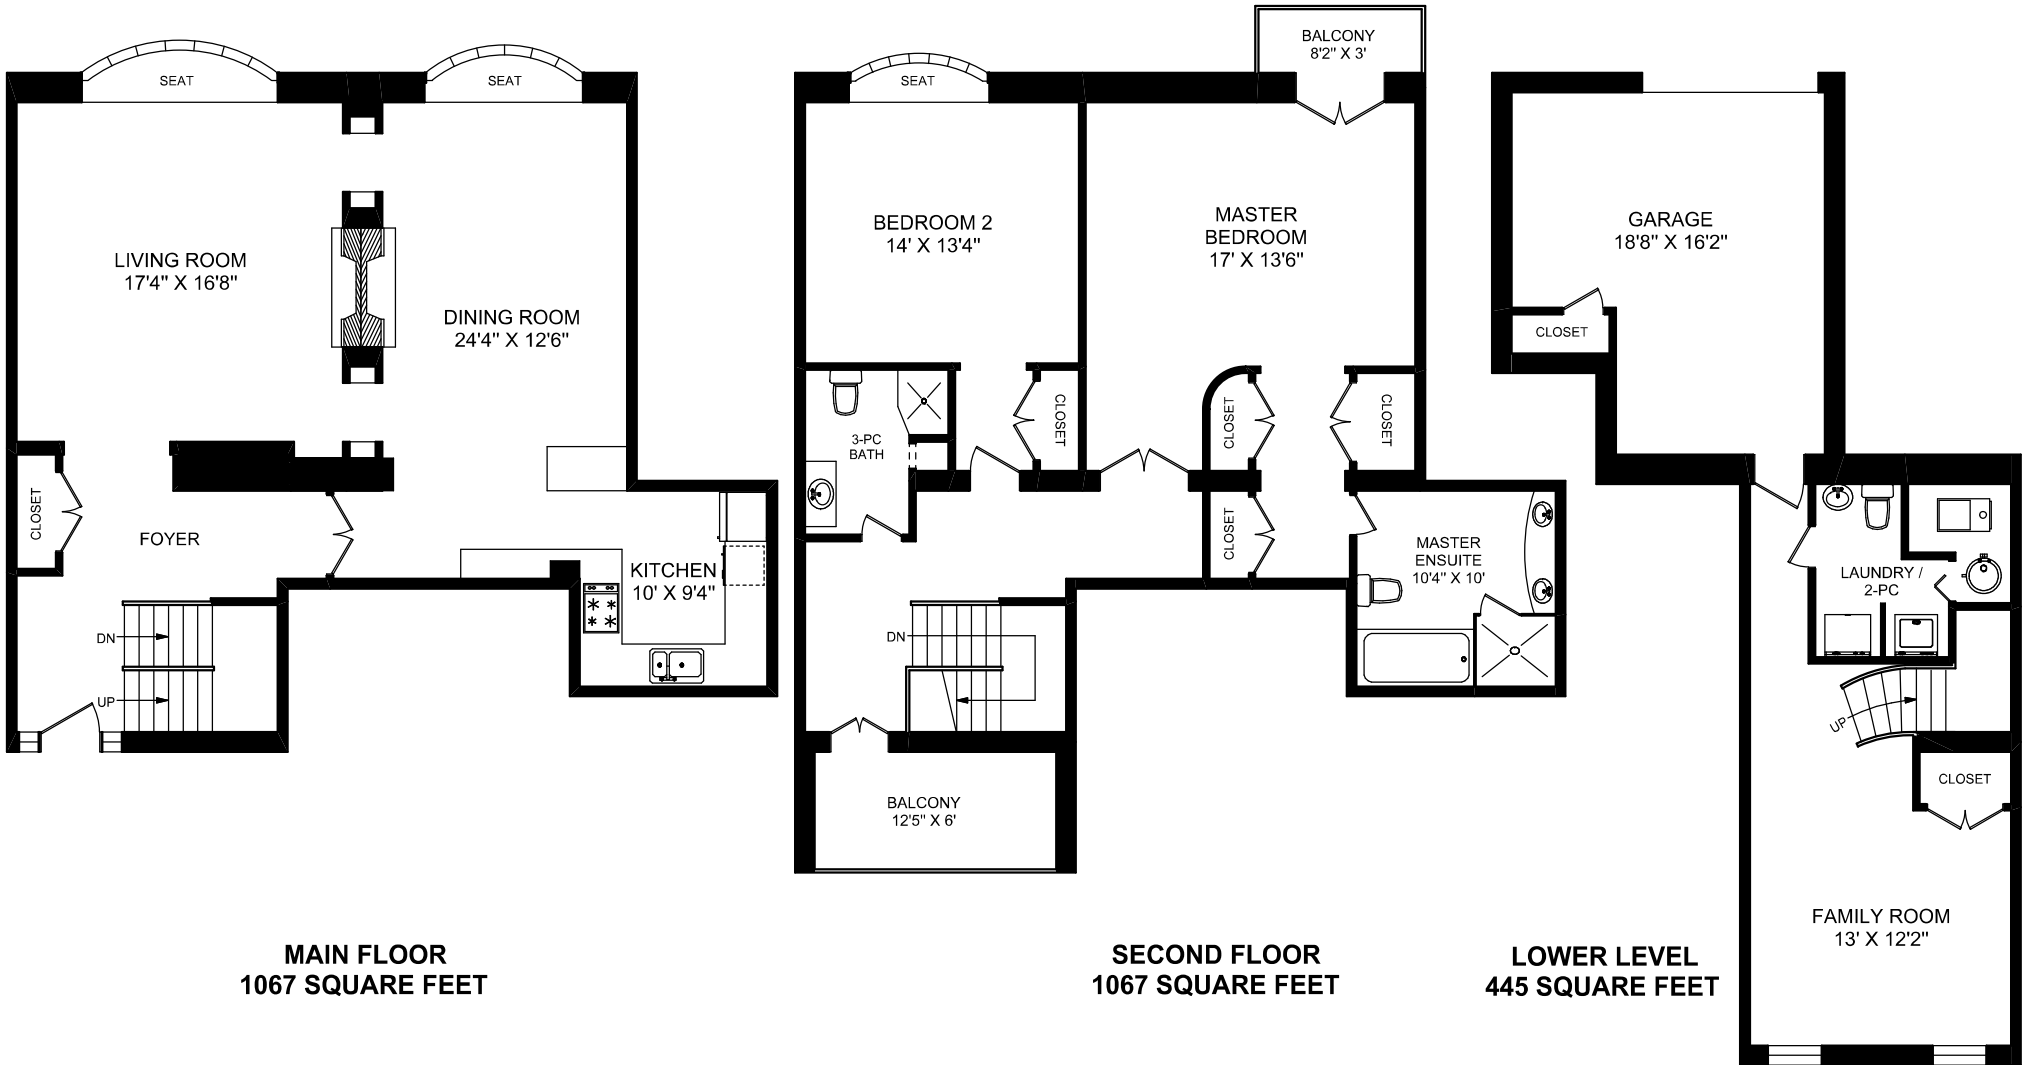 SEAT
SEAT
LIVING ROOM
17'4" X 16'8"
DINING ROOM
24'4" X 12'6"
CLOSET
FOYER
KITCHEN
10' X 9'4"
DN
UP
MAIN FLOOR
1067 SQUARE FEET
BALCONY
8'2" X 3'
SEAT
BEDROOM 2
14' X 13'4"
MASTER
BEDROOM
17' X 13'6"
3-PC
BATH
CLOSET
CLOSET
CLOSET
CLOSET
MASTER
ENSUITE
10'4" X 10'
DN
BALCONY
12'5" X 6'
SECOND FLOOR
1067 SQUARE FEET
GARAGE
18'8" X 16'2"
CLOSET
LAUNDRY /
2-PC
UP
CLOSET
FAMILY ROOM
13' X 12'2"
LOWER LEVEL
445 SQUARE FEET